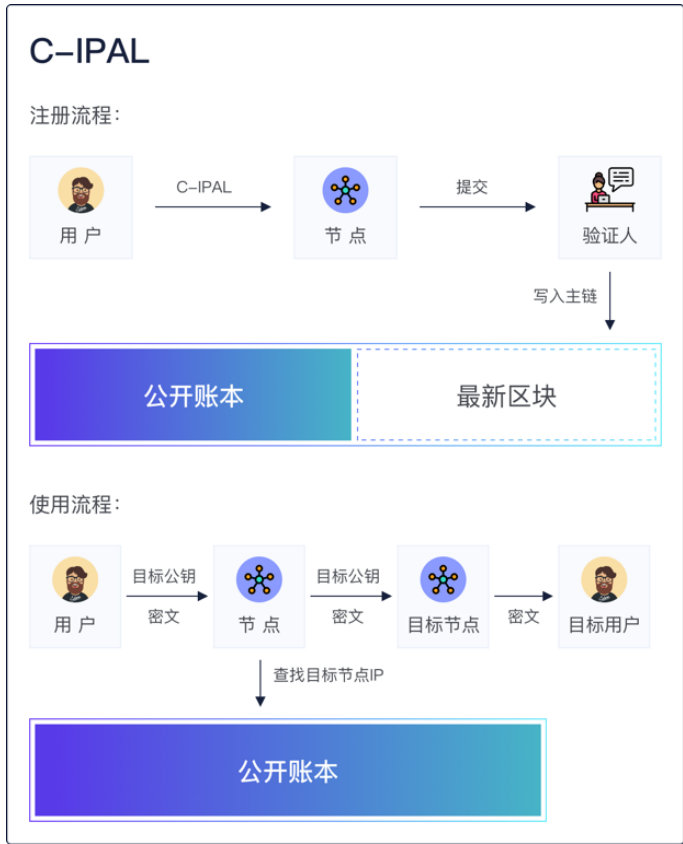 C-IPAL
注册流程：
C-IPAL
提交
用户
节点
验证人
写入主链
公开账本
最新区块
使用流程：
目标公钥
目标公钥
密文
密文
密文
用户
节点
目标节点
目标用户
查找目标节点IP
公开账本